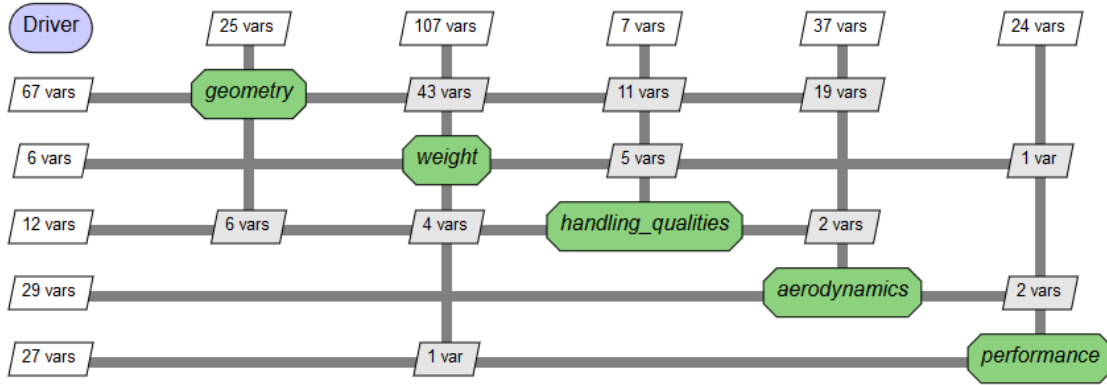 Driver
25 vars
107 vars
7 vars
37 vars
24 vars
67 vars
geometry
43 vars
11 vars
19 vars
6 vars
weight
5 vars
1 var
12 vars
6 vars
4 vars
handling_qualities
2 vars
29 vars
aerodynamics
2 vars
27 vars
1 var
performance